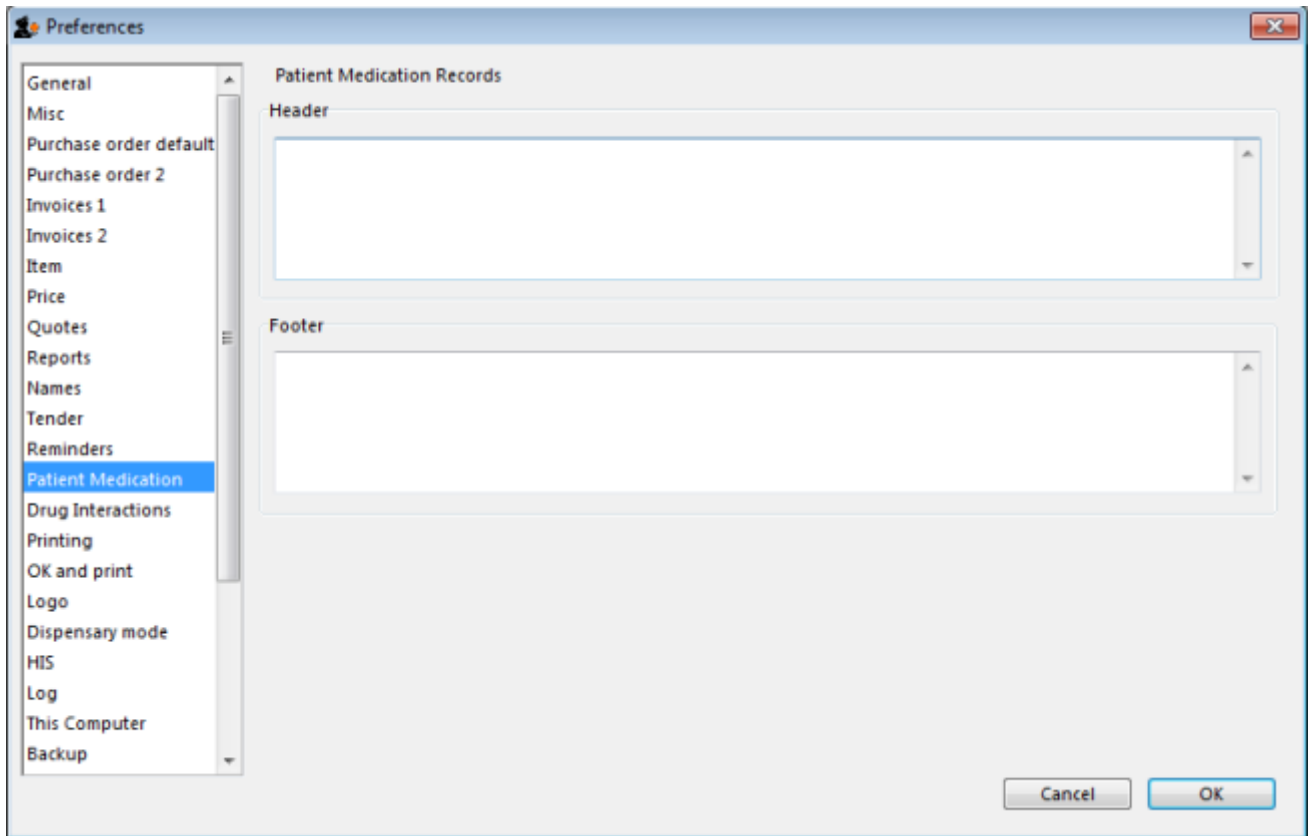 Preferences
General
Misc
Purchase order default
Purchase order 2
Invoices 1
Invoices 2
Item
Price
Quotes
Reports
Names
Tender
Reminders
Patient Medication
Drug Interactions
Printing
OK and print
Logo
Dispensary mode
HIS
Log
This Computer
Backup
Patient Medication Records
Header
Footer
Cancel
OK